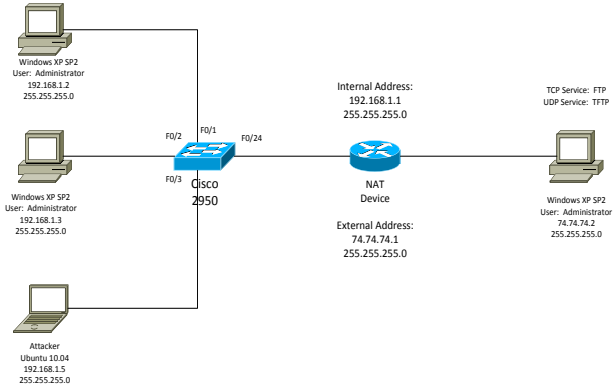 Windows XP SP2
User: Administrator
192.168.1.2
255.255.255.0
Internal Address:
192.168.1.1
255.255.255.0
TCP Service: FTP
UDP Service: TFTP
F0/1
F0/2
F0/24
F0/3
Cisco
2950
NAT
Device
Windows XP SP2
User: Administrator
192.168.1.3
255.255.255.0
Windows XP SP2
User: Administrator
74.74.74.2
255.255.255.0
External Address:
74.74.74.1
255.255.255.0
Attacker
Ubuntu 10.04
192.168.1.5
255.255.255.0